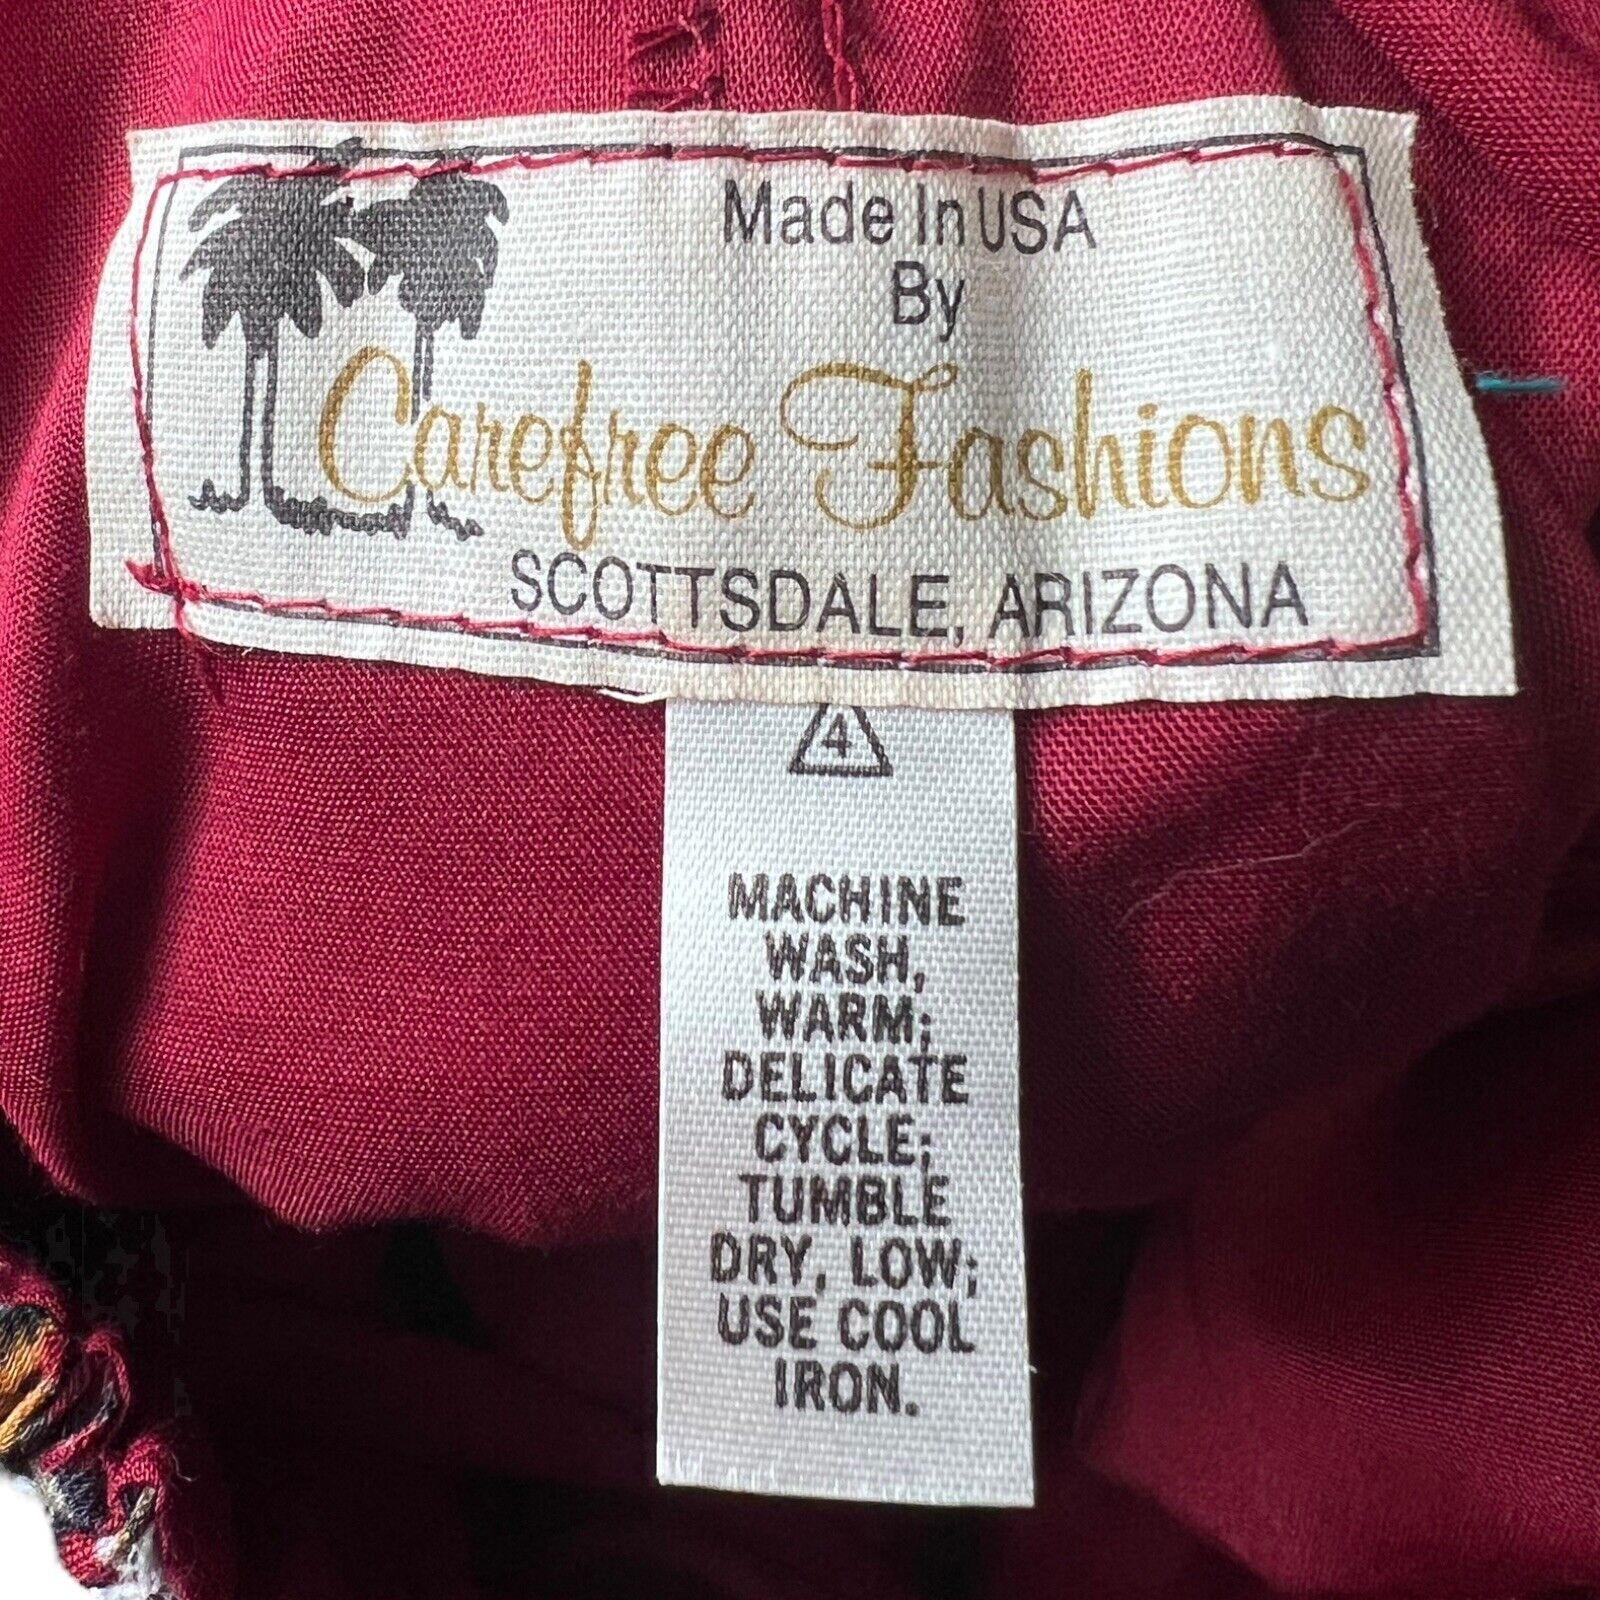 Made In USA
By
Carefree Fashions
SCOTTSDALE, ARIZONA
4
MACHINE
WASH,
WARM;
DELICATE
CYCLE;
TUMBLE
DRY, LOW;
USE COOL
IRON.